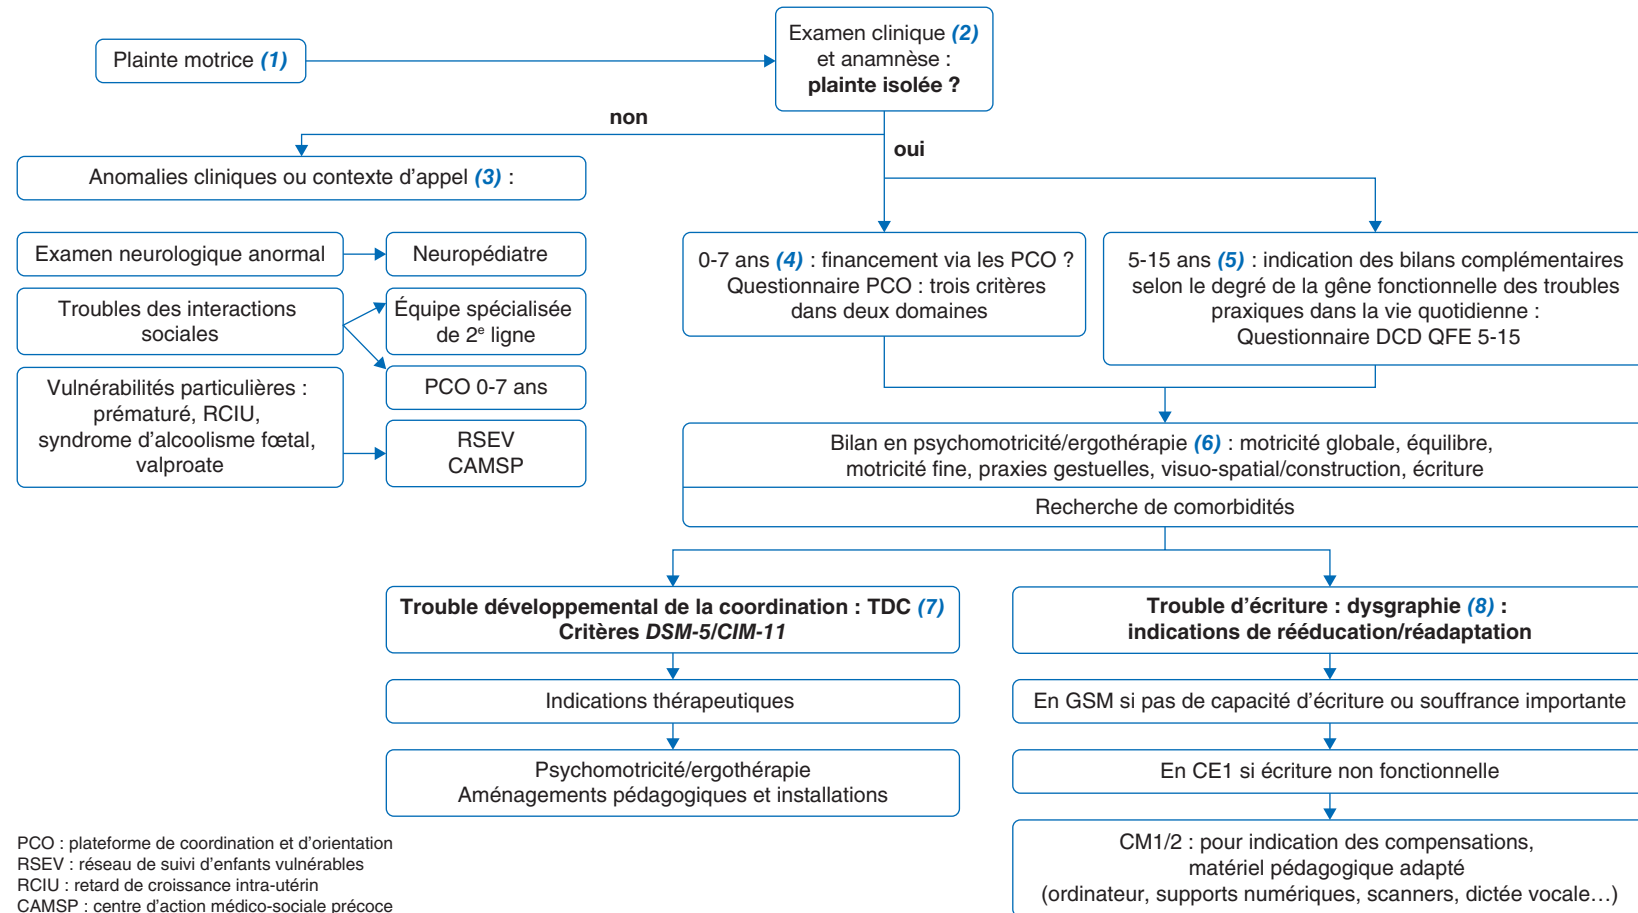 Plainte motrice (1)
Examen clinique (2)
et anamnèse :
plainte isolée ?
non
oui
Anomalies cliniques ou contexte d'appel (3) :
Examen neurologique anormal
Neuropédiatre
Troubles des interactions
sociales
Équipe spécialisée
de 2e ligne
PCO 0-7 ans
Vulnérabilités particulières :
prématuré, RCIU,
syndrome d'alcoolisme fœtal,
valproate
RSEV
CAMSP
0-7 ans (4) : financement via les PCO ?
Questionnaire PCO : trois critères
dans deux domaines
5-15 ans (5) : indication des bilans complémentaires
selon le degré de la gêne fonctionnelle des troubles
praxiques dans la vie quotidienne :
Questionnaire DCD QFE 5-15
Bilan en psychomotricité/ergothérapie (6) : motricité globale, équilibre,
motricité fine, praxies gestuelles, visuo-spatial/construction, écriture
Recherche de comorbidités
Trouble développemental de la coordination : TDC (7)
Critères DSM-5/CIM-11
Indications thérapeutiques
Psychomotricité/ergothérapie
Aménagements pédagogiques et installations
Trouble d'écriture : dysgraphie (8) :
indications de rééducation/réadaptation
En GSM si pas de capacité d'écriture ou souffrance importante
En CE1 si écriture non fonctionnelle
CM1/2 : pour indication des compensations,
matériel pédagogique adapté
(ordinateur, supports numériques, scanners, dictée vocale…)
PCO : plateforme de coordination et d'orientation
RSEV : réseau de suivi d'enfants vulnérables
RCIU : retard de croissance intra-utérin
CAMSP : centre d'action médico-sociale précoce